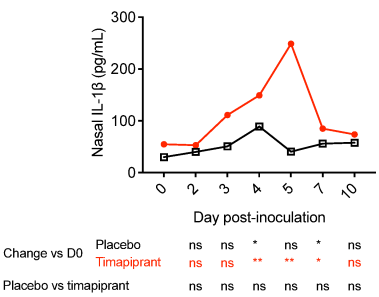 300
200
100
0
Nasal IL-1β (pg/mL)
0 2 3 4 5 7 10
Day post-inoculation
Change vs D0
Placebo ns ns * ns * ns
Timapiprant ns ns ** ** * ns
Placebo vs timapiprant ns ns ns ns ns ns